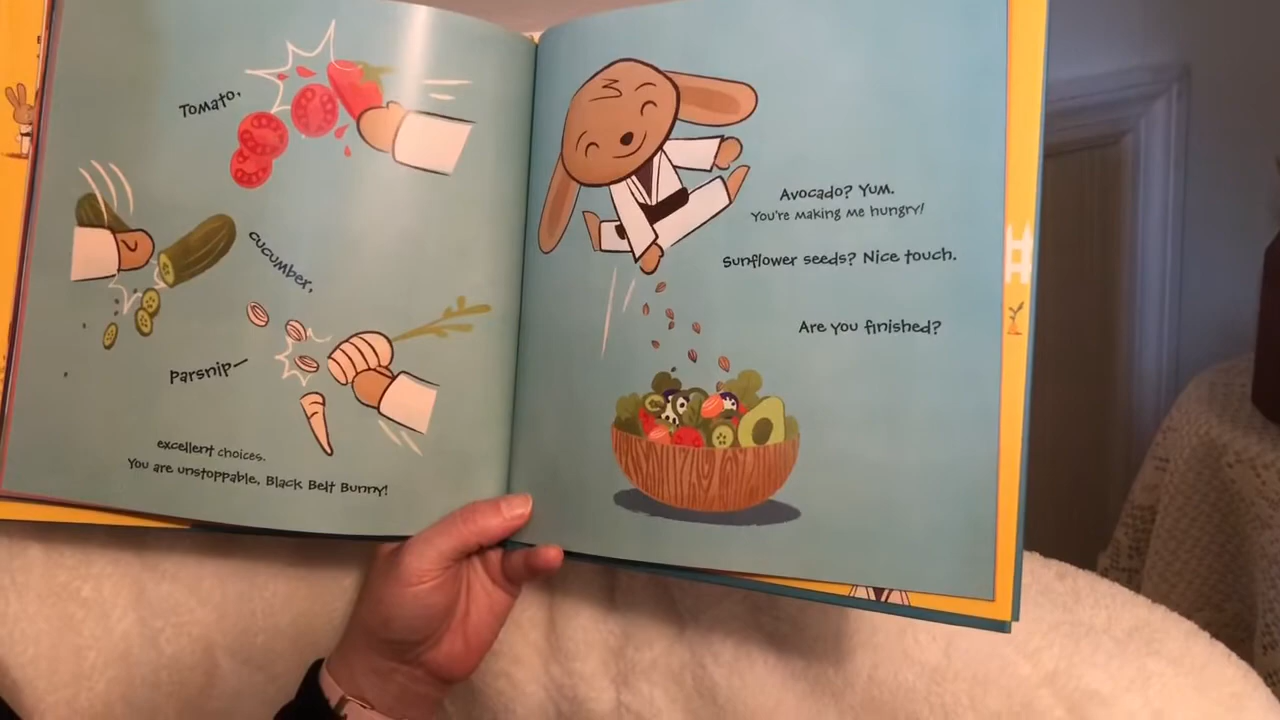 Tomato,
cucumber,
Parsnip—
excellent choices.
You are unstoppable, Black Belt Bunny!
Avocado? Yum.
You're making me hungry!
Sunflower seeds? Nice touch.
Are you finished?